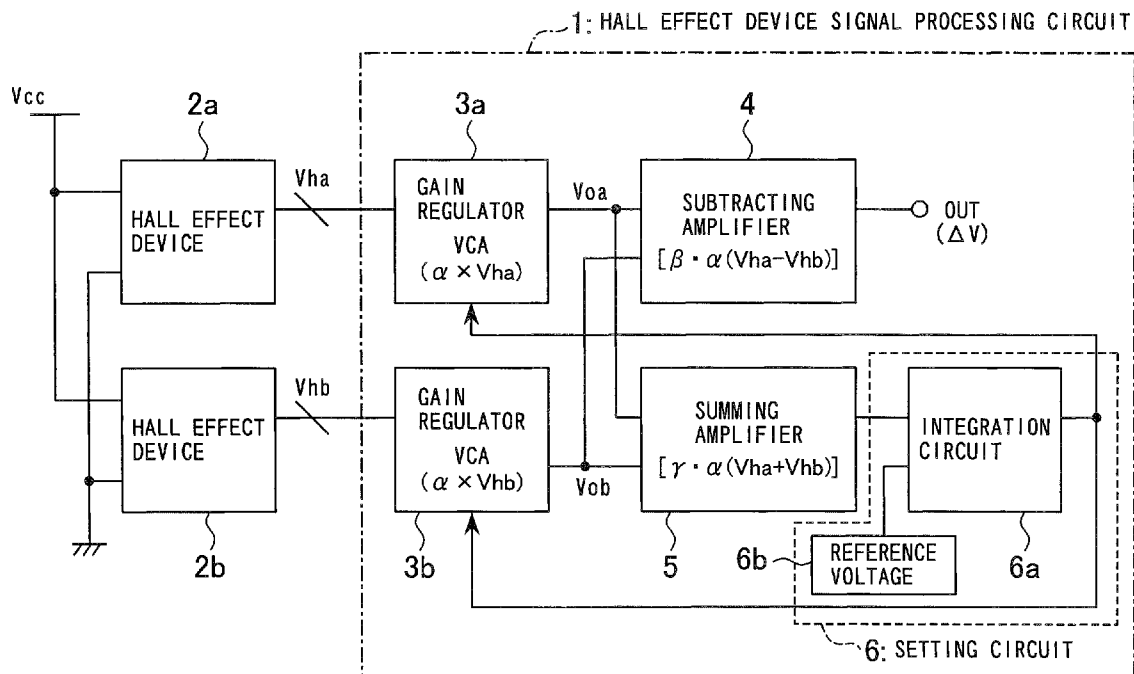 1: HALL EFFECT DEVICE SIGNAL PROCESSING CIRCUIT
Vcc
2a
3a
4
HALL EFFECT
DEVICE
Vha
GAIN
REGULATOR
VCA
(α × Vha)
Voa
SUBTRACTING
AMPLIFIER
[β・α(Vha−Vhb)]
OUT
(ΔV)
HALL EFFECT
DEVICE
Vhb
GAIN
REGULATOR
VCA
(α × Vhb)
Vob
SUMMING
AMPLIFIER
[γ・α(Vha+Vhb)]
INTEGRATION
CIRCUIT
2b
3b
5
6b
REFERENCE
VOLTAGE
6a
6: SETTING CIRCUIT